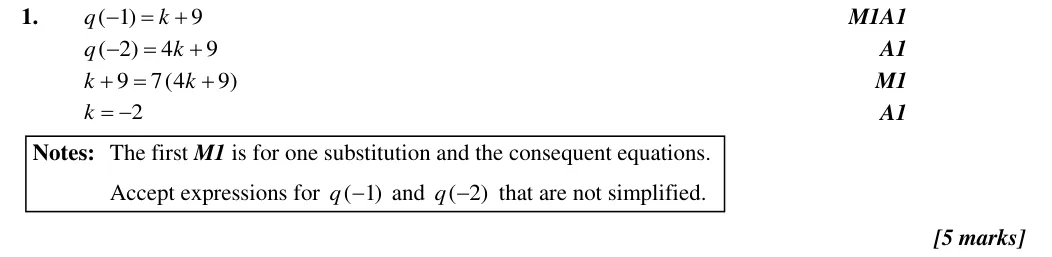 1. q(−1) = k + 9 M1A1
q(−2) = 4k + 9 A1
k + 9 = 7(4k + 9) M1
k = −2 A1
Notes: The first M1 is for one substitution and the consequent equations.
Accept expressions for q(−1) and q(−2) that are not simplified.
[5 marks]